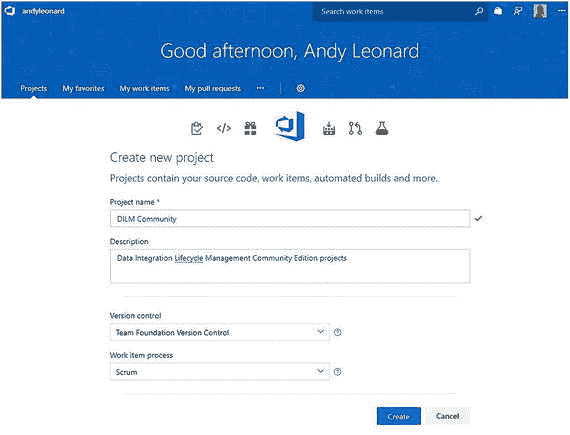 andyleonard
Search work items
Good afternoon, Andy Leonard
Projects My favorites My work items My pull requests ...
Create new project
Projects contain your source code, work items, automated builds and more.
Project name *
DILM Community
Description
Data Integration Lifecycle Management Community Edition projects
Version control
Team Foundation Version Control
Work item process
Scrum
Create Cancel